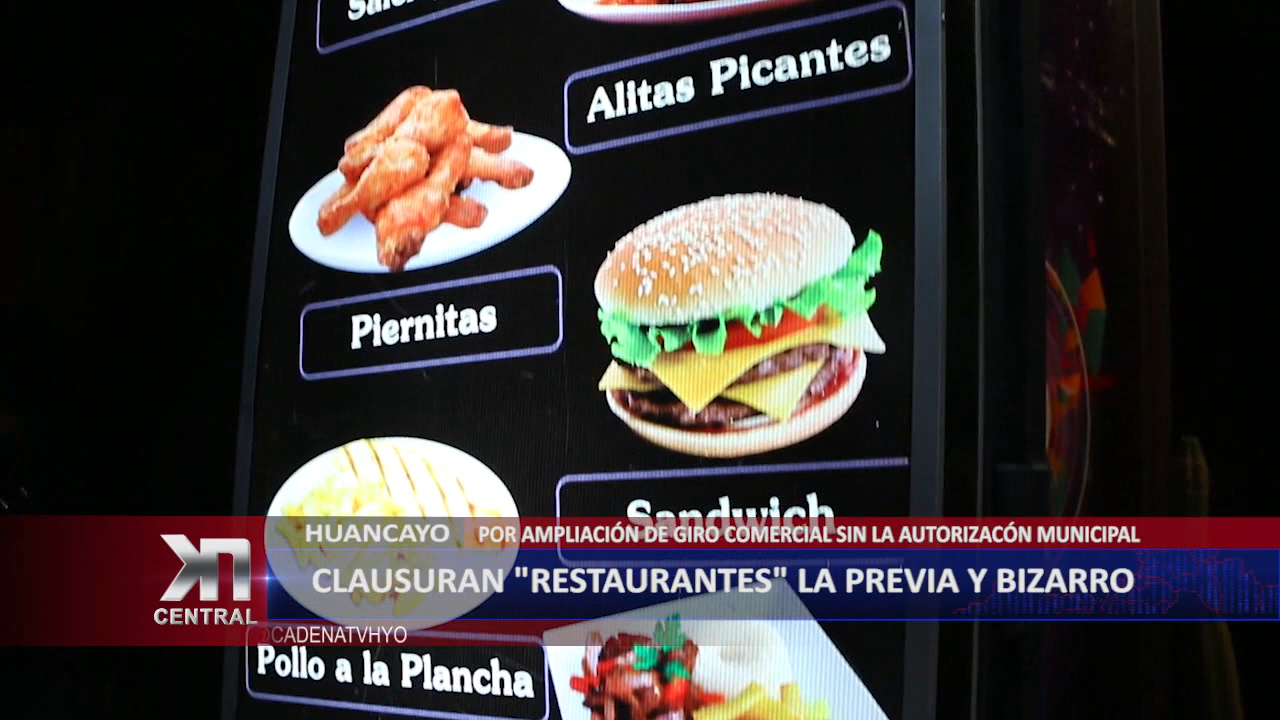 Alitas Picantes
Piernitas
Sandwich
HUANCAYO POR AMPLIACIÓN DE GIRO COMERCIAL SIN LA AUTORIZACÓN MUNICIPAL
CLAUSURAN "RESTAURANTES" LA PREVIA Y BIZARRO
KN
CENTRAL
@CADENATVHYO
Pollo a la Plancha